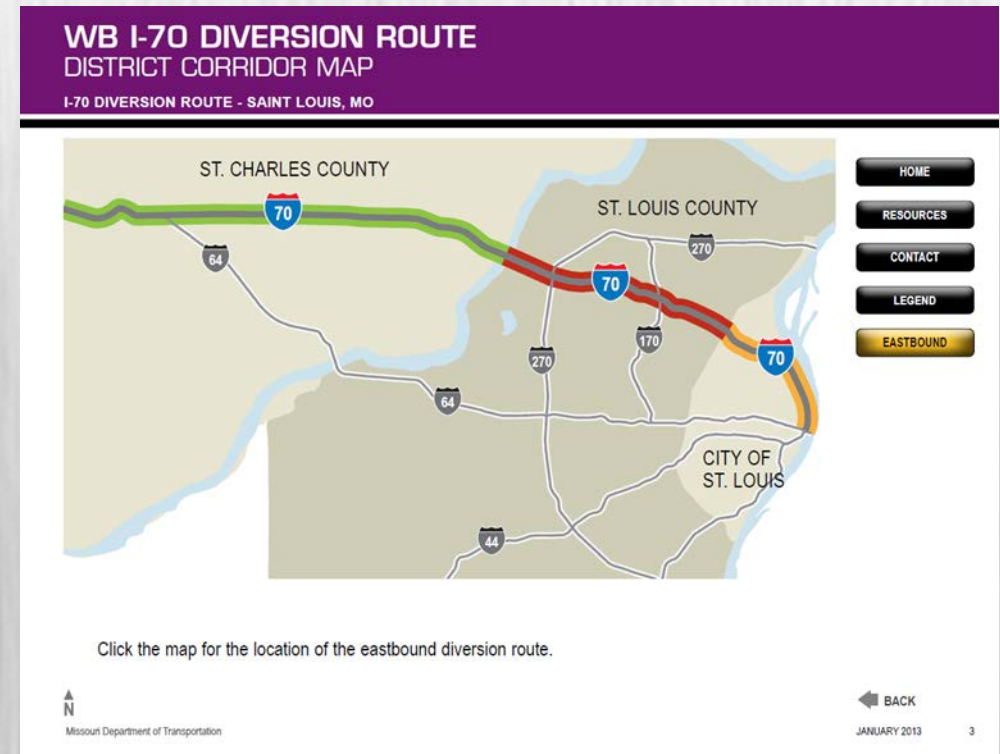 WB I-70 DIVERSION ROUTE
DISTRICT CORRIDOR MAP
I-70 DIVERSION ROUTE - SAINT LOUIS, MO
ST. CHARLES COUNTY
70
64
ST. LOUIS COUNTY
270
70
170
70
270
64
CITY OF
ST. LOUIS
44
HOME
RESOURCES
CONTACT
LEGEND
EASTBOUND
Click the map for the location of the eastbound diversion route.
N
BACK
Missouri Department of Transportation
JANUARY 2013 3